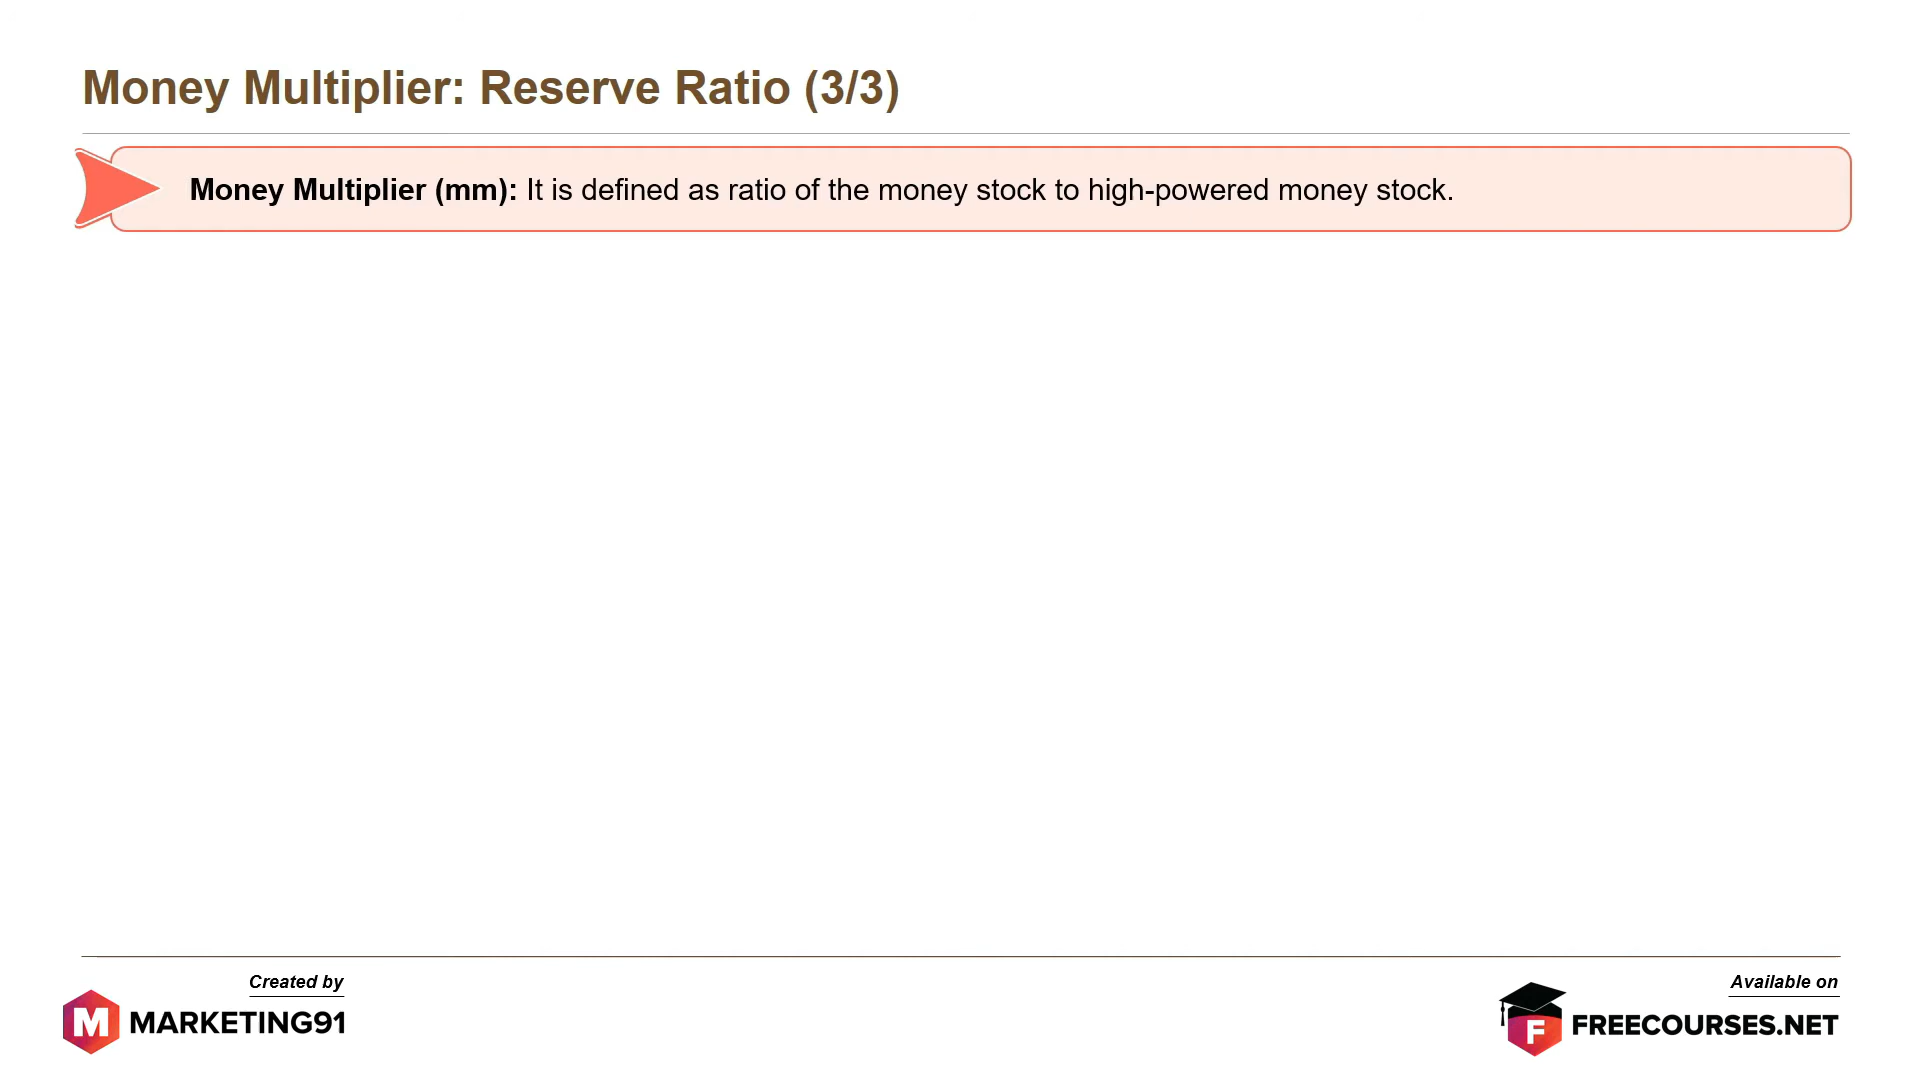 Money Multiplier: Reserve Ratio (3/3)
Money Multiplier (mm): It is defined as ratio of the money stock to high-powered money stock.
Created by
M MARKETING91
Available on
F FREECOURSES.NET